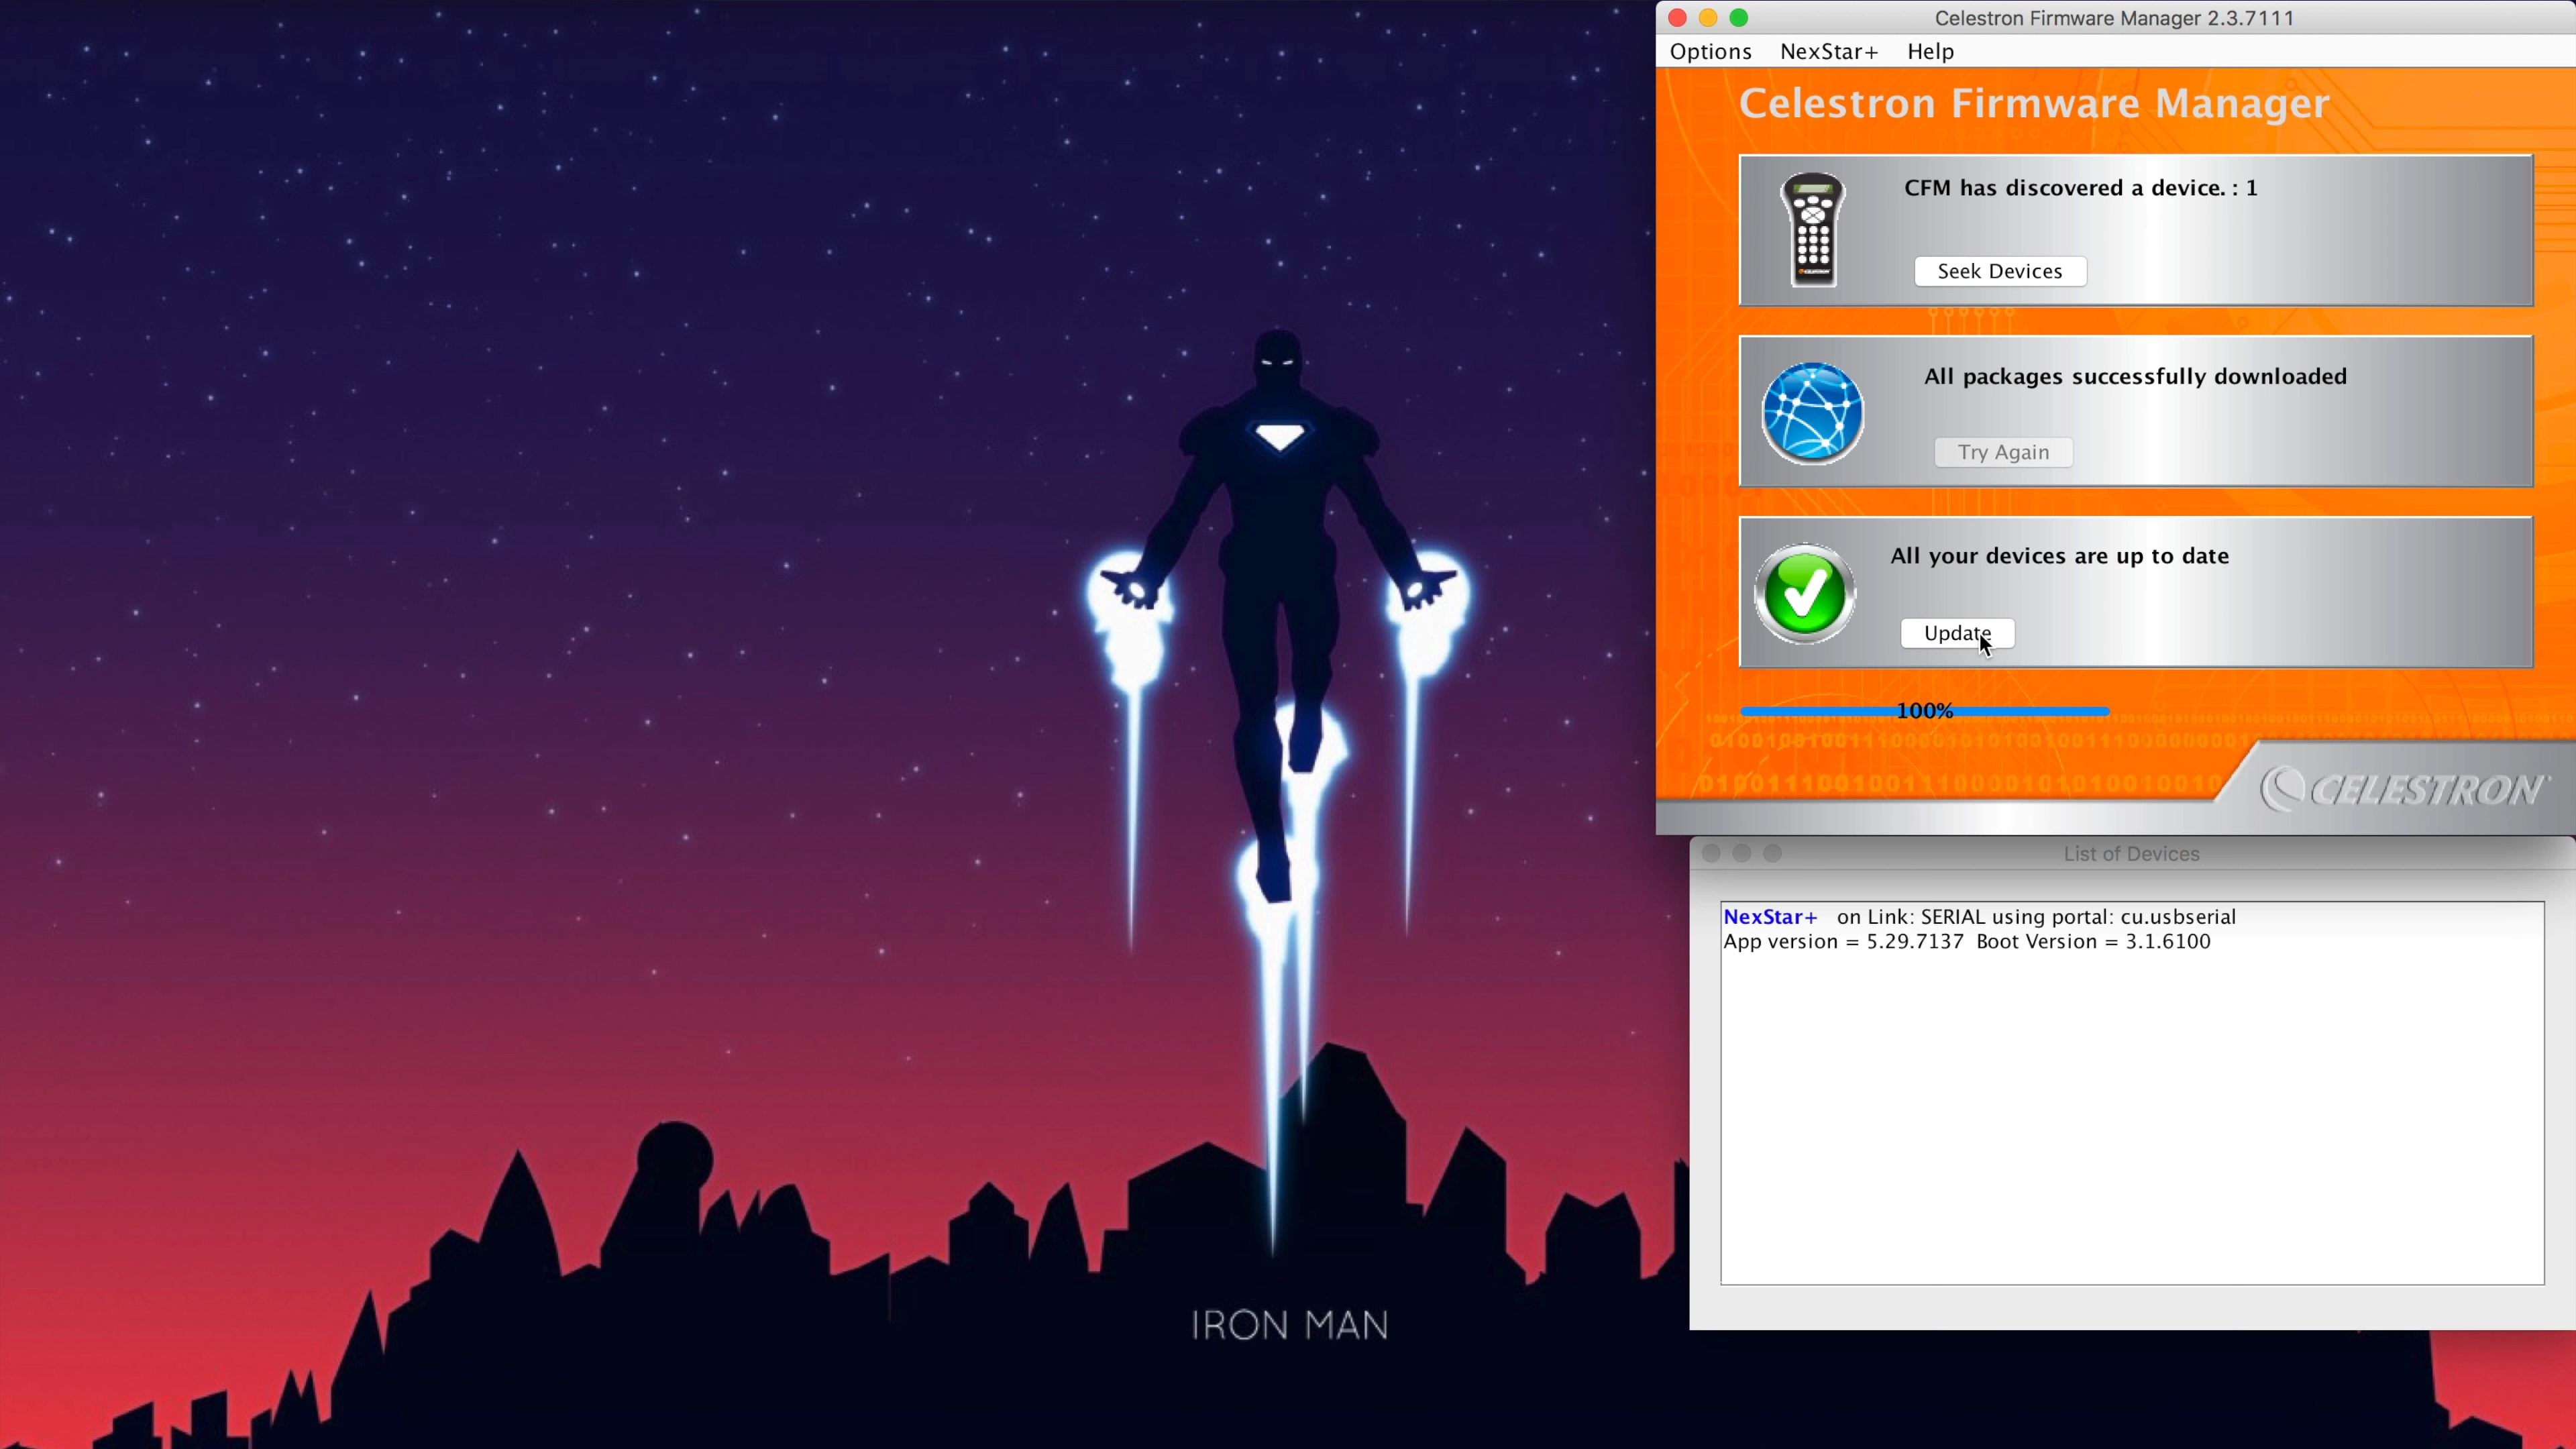 Celestron Firmware Manager 2.3.7111
Options NexStar+ Help
Celestron Firmware Manager
CFM has discovered a device. : 1
Seek Devices
All packages successfully downloaded
Try Again
All your devices are up to date
Update
100%
CELESTRON
List of Devices
NexStar+ on Link: SERIAL using portal: cu.usbserial
App version = 5.29.7137 Boot Version = 3.1.6100
IRON MAN